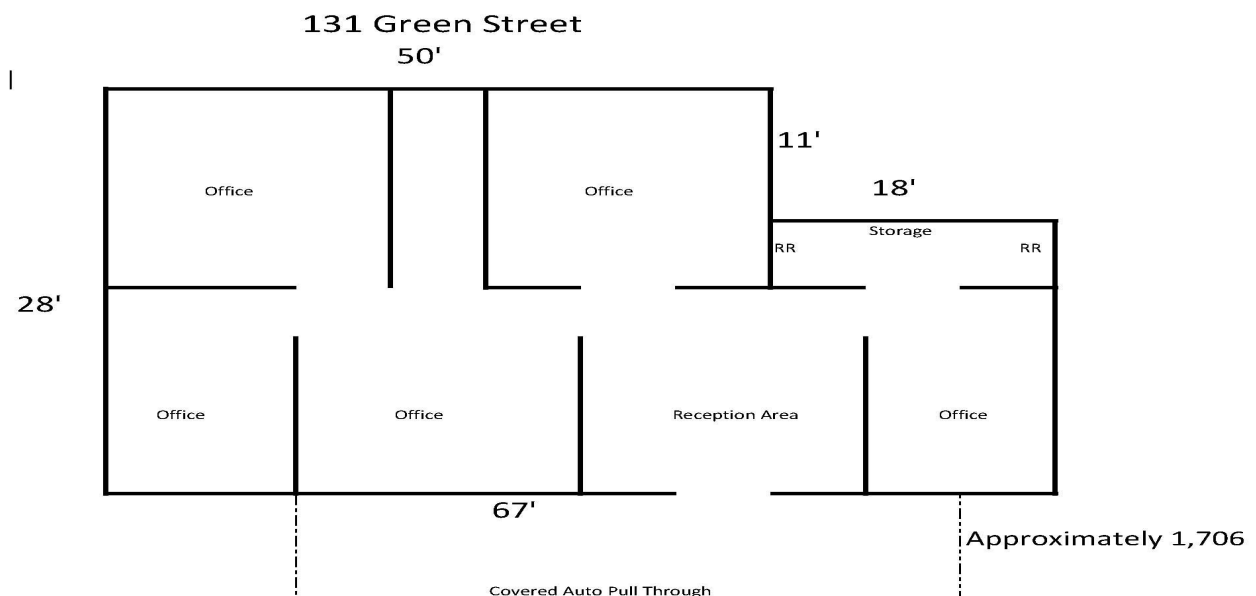 131 Green Street
50'
11'
18'
Office
Office
Storage
RR
RR
28'
Office
Office
Reception Area
Office
67'
Approximately 1,706
Covered Auto Pull Through